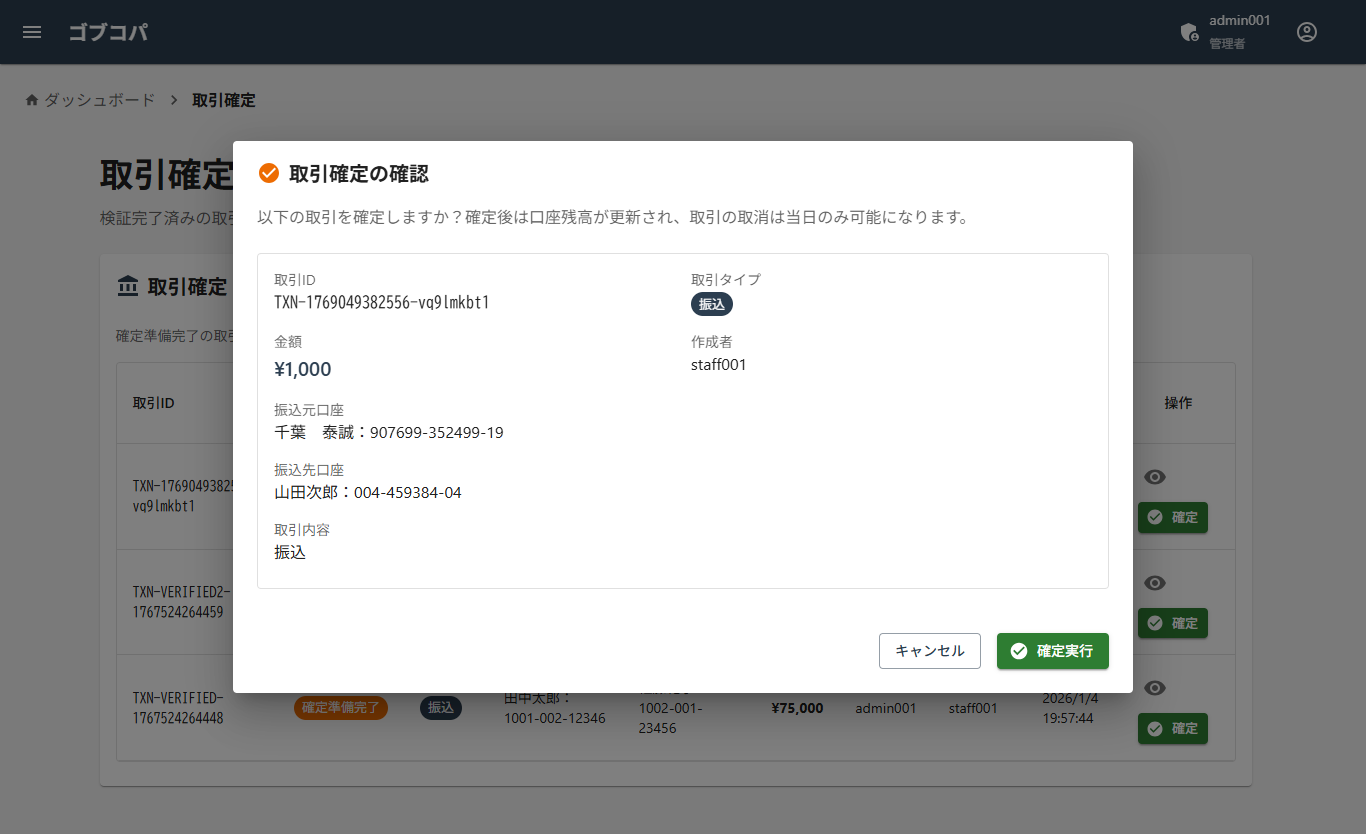 ゴブコパ
admin001
管理者
ダッシュボード > 取引確定
取引確定
検証完了済みの取引
取引確定
確定準備完了の取引
取引ID
操作
TXN-1769049382556-
vq9lmkbt1
確定
TXN-VERIFIED2-
1767524264459
確定
TXN-VERIFIED-
1767524264448
確定準備完了
振込
田中太郎：
1001-002-12346
1002-001-
23456
¥75,000
admin001
staff001
2026/1/4
19:57:44
確定
取引確定の確認
以下の取引を確定しますか？確定後は口座残高が更新され、取引の取消は当日のみ可能になります。
取引ID
TXN-1769049382556-vq9lmkbt1
取引タイプ
振込
金額
¥1,000
作成者
staff001
振込元口座
千葉　泰誠：907699-352499-19
振込先口座
山田次郎：004-459384-04
取引内容
振込
キャンセル
確定実行